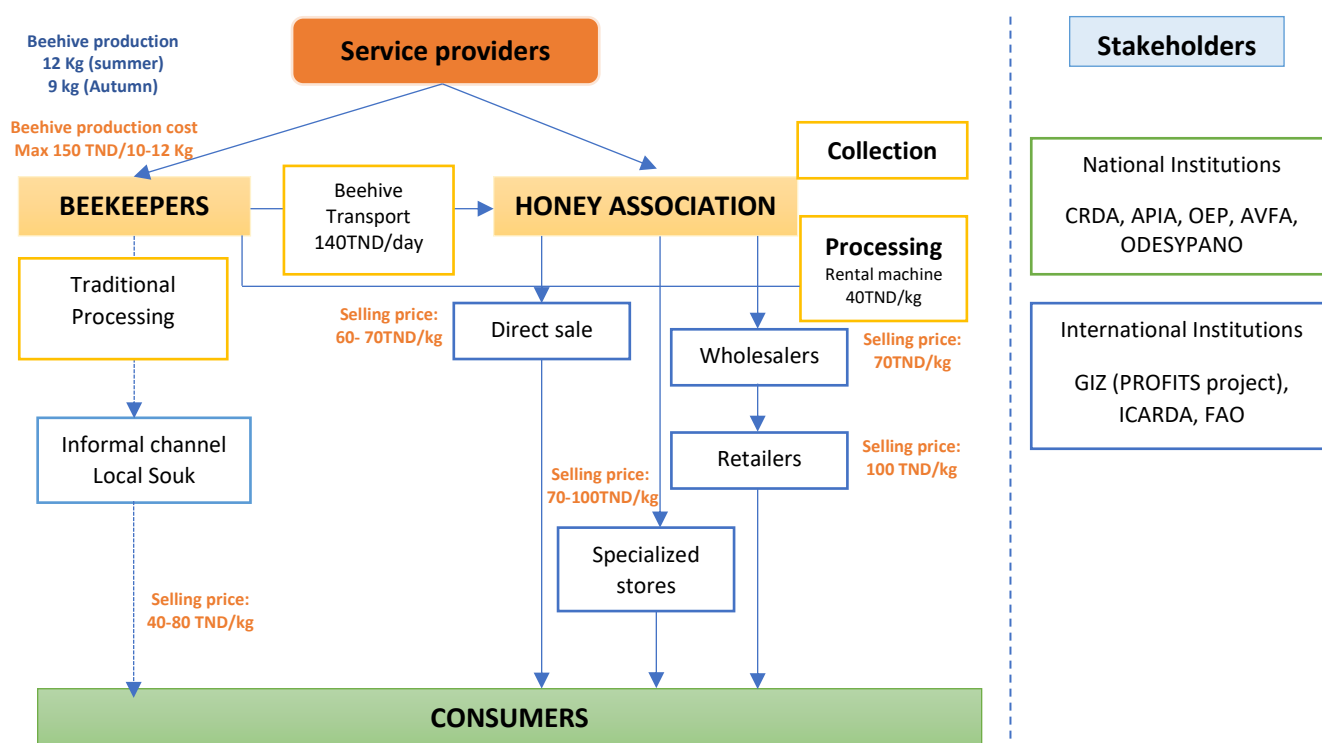 Beehive production
12 Kg (summer)
9 kg (Autumn)
Service providers
Stakeholders
Beehive production cost
Max 150 TND/10-12 Kg
Collection
BEEKEEPERS
Beehive
Transport
140TND/day
HONEY ASSOCIATION
National Institutions
CRDA, APIA, OEP, AVFA,
ODESYPANO
Processing
Rental machine
40TND/kg
Traditional
Processing
Selling price:
60- 70TND/kg
Direct sale
Wholesalers
Selling price:
70TND/kg
International Institutions
GIZ (PROFITS project),
ICARDA, FAO
Informal channel
Local Souk
Retailers
Selling price:
100 TND/kg
Selling price:
70-100TND/kg
Specialized
stores
Selling price:
40-80 TND/kg
CONSUMERS